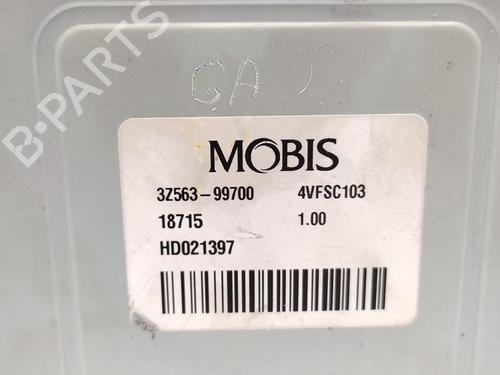 B-PARTS
GA
MOBIS
3Z563-99700 4VFSC103
18715 1.00
HD021397